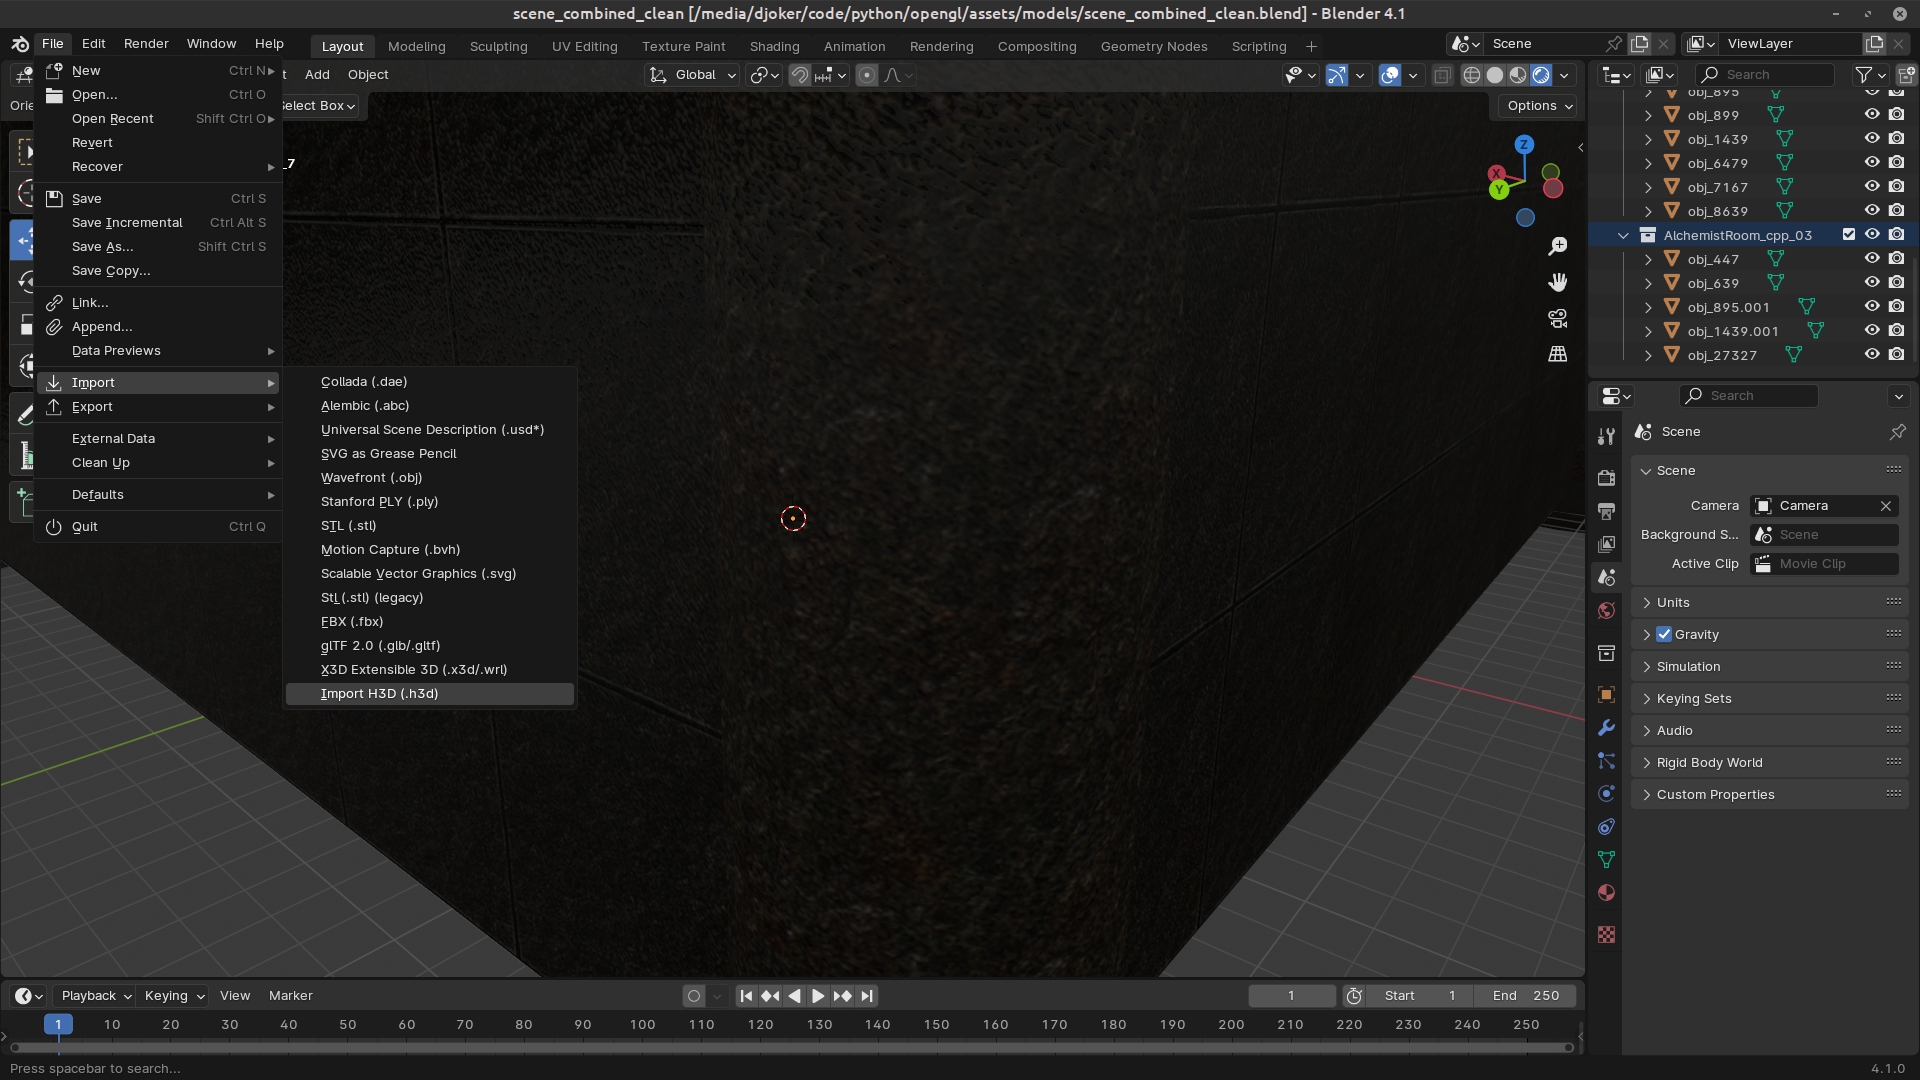 scene_combined_clean [/media/djoker/code/python/opengl/assets/models/scene_combined_clean.blend] - Blender 4.1
File Edit Render Window Help
Layout Modeling Sculpting UV Editing Texture Paint Shading Animation Rendering Compositing Geometry Nodes Scripting
Scene
ViewLayer
Add Object
Global
Search
Select Box
Options
New Ctrl N
Open... Ctrl O
Open Recent Shift Ctrl O
Revert
Recover
Save Ctrl S
Save Incremental Ctrl Alt S
Save As... Shift Ctrl S
Save Copy...
Link...
Append...
Data Previews
Import
Export
External Data
Clean Up
Defaults
Quit Ctrl Q
Collada (.dae)
Alembic (.abc)
Universal Scene Description (.usd*)
SVG as Grease Pencil
Wavefront (.obj)
Stanford PLY (.ply)
STL (.stl)
Motion Capture (.bvh)
Scalable Vector Graphics (.svg)
Stl (.stl) (legacy)
FBX (.fbx)
glTF 2.0 (.glb/.gltf)
X3D Extensible 3D (.x3d/.wrl)
Import H3D (.h3d)
_7
Z
X
Y
obj_895
obj_899
obj_1439
obj_6479
obj_7167
obj_8639
AlchemistRoom_cpp_03
obj_447
obj_639
obj_895.001
obj_1439.001
obj_27327
Search
Scene
Scene
Camera Camera
Background S... Scene
Active Clip Movie Clip
Units
Gravity
Simulation
Keying Sets
Audio
Rigid Body World
Custom Properties
Playback Keying View Marker
1 Start 1 End 250
1 10 20 30 40 50 60 70 80 90 100 110 120 130 140 150 160 170 180 190 200 210 220 230 240 250
Press spacebar to search...
4.1.0